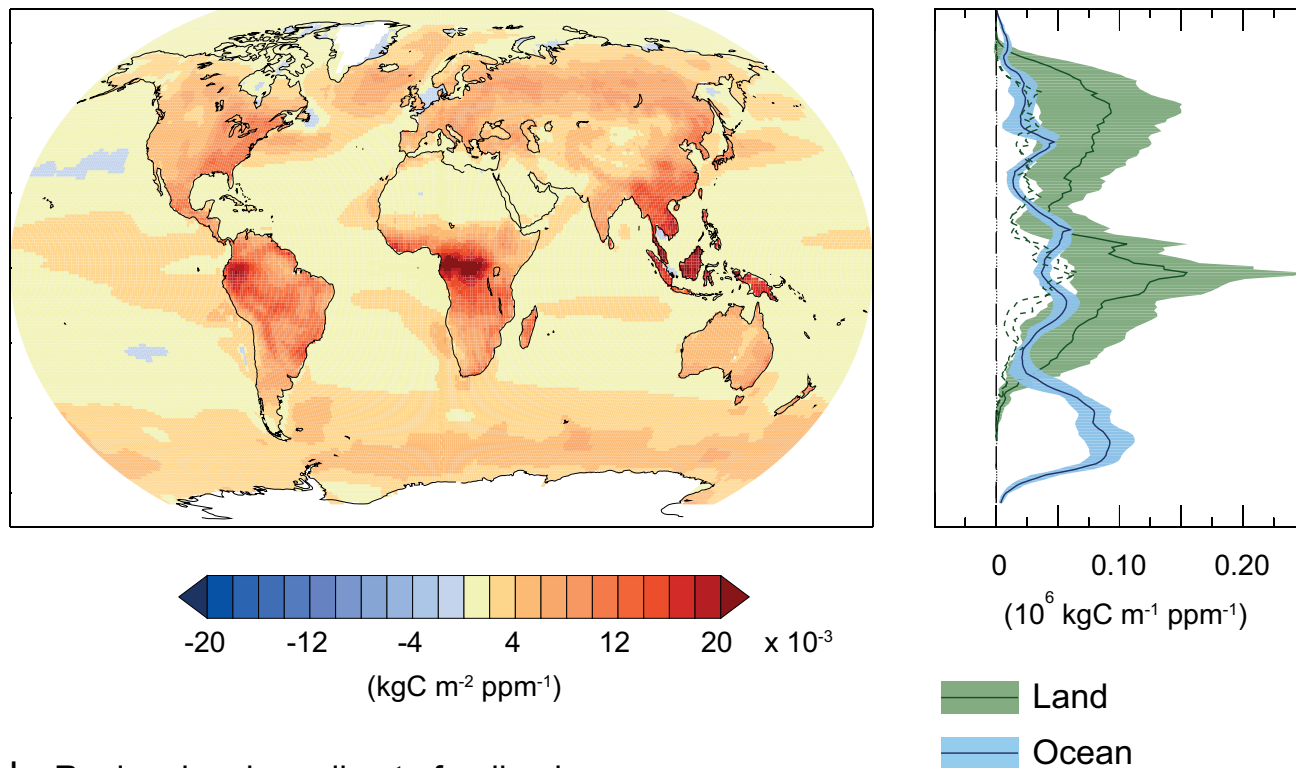 0 0.10 0.20
(10⁶ kgC m⁻¹ ppm⁻¹)
-20 -12 -4 4 12 20 x 10⁻³
(kgC m⁻² ppm⁻¹)
Land
Ocean